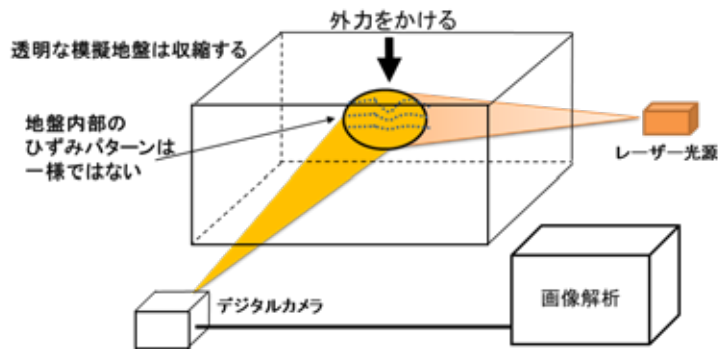 外力をかける
透明な模擬地盤は収縮する
地盤内部の
ひずみパターンは
一様ではない
レーザー光源
デジタルカメラ
画像解析